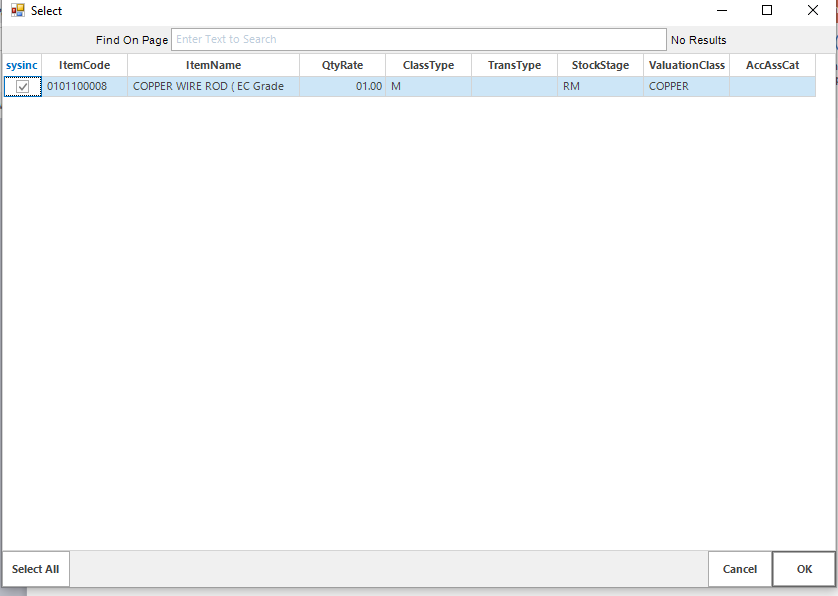 Select
Find On Page Enter Text to Search No Results
sysinc ItemCode ItemName QtyRate ClassType TransType StockStage ValuationClass AccAssCat
0101100008 COPPER WIRE ROD ( EC Grade 01.00 M RM COPPER
Select All Cancel OK